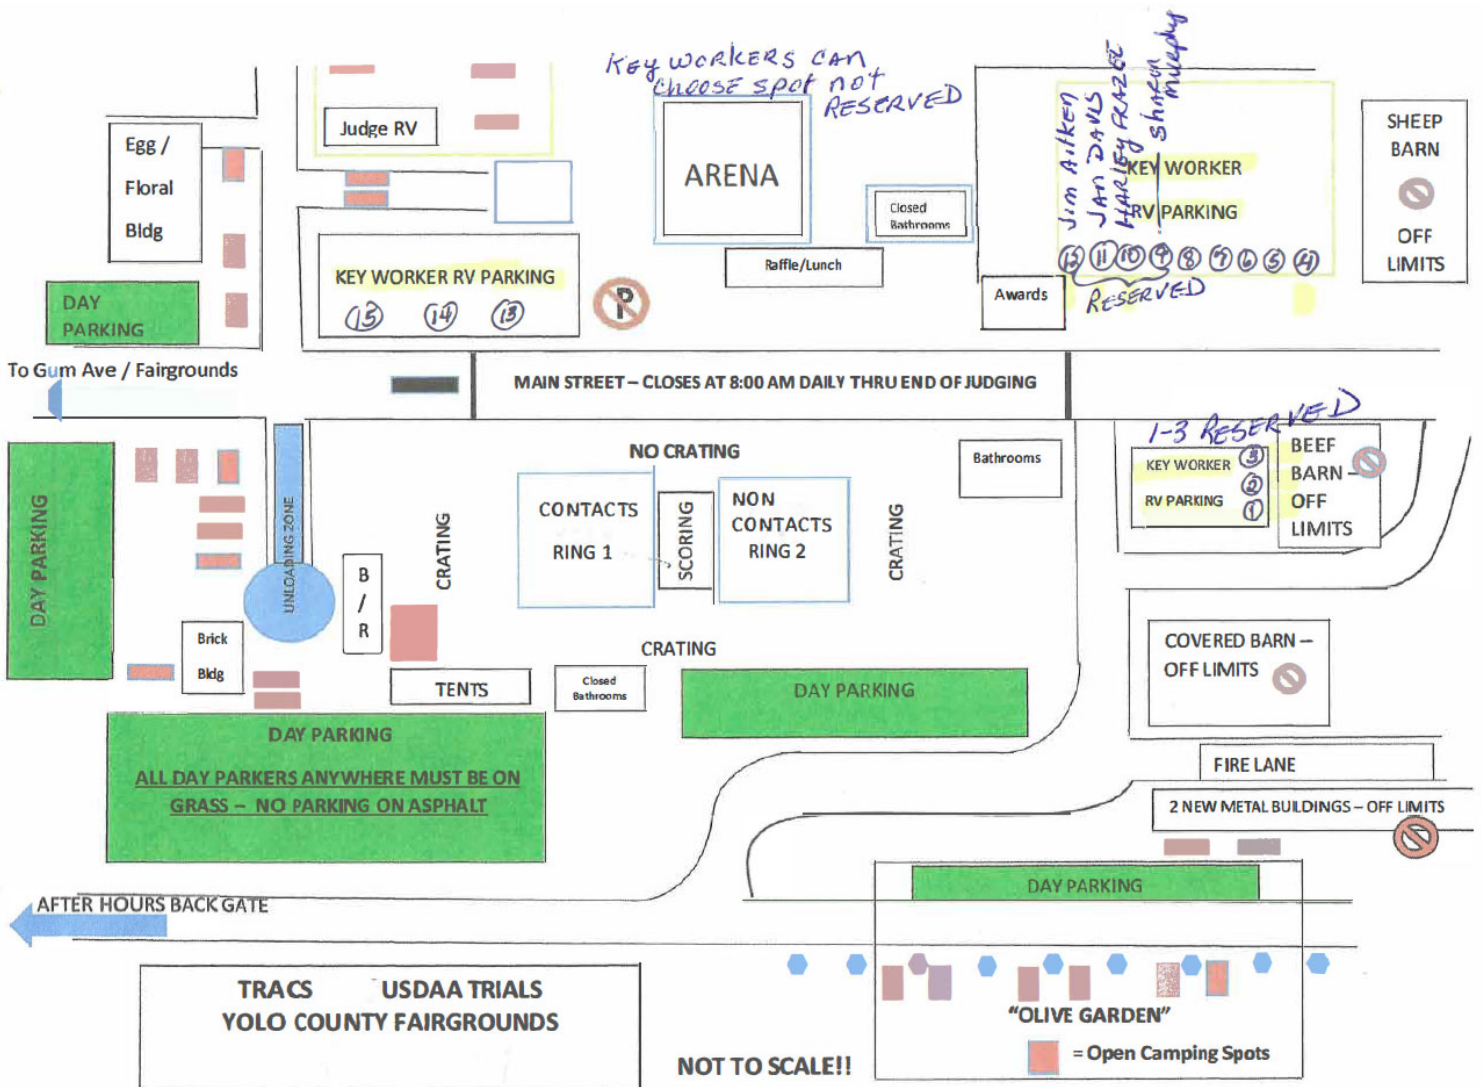 KEY WORKERS CAN
CHOOSE SPOT NOT
RESERVED
Jim Aitken
JAN DAVIS
HARLEY FRAZEE
SHARON
MURPHY
Egg /
Floral
Bldg
Judge RV
ARENA
Closed
Bathrooms
KEY WORKER
RV PARKING
SHEEP
BARN
OFF
LIMITS
KEY WORKER RV PARKING
15 14 13
P
Raffle/Lunch
12 11 10 9 8 7 6 5 4
Awards
RESERVED
DAY
PARKING
To Gum Ave / Fairgrounds
MAIN STREET – CLOSES AT 8:00 AM DAILY THRU END OF JUDGING
1-3 RESERVED
NO CRATING
Bathrooms
KEY WORKER 3
2
RV PARKING 1
BEEF
BARN –
OFF
LIMITS
DAY PARKING
UNLOADING ZONE
B
/
R
CRATING
CONTACTS
RING 1
SCORING
NON
CONTACTS
RING 2
CRATING
Brick
Bldg
CRATING
COVERED BARN –
OFF LIMITS
TENTS
Closed
Bathrooms
DAY PARKING
DAY PARKING
ALL DAY PARKERS ANYWHERE MUST BE ON
GRASS – NO PARKING ON ASPHALT
FIRE LANE
2 NEW METAL BUILDINGS – OFF LIMITS
DAY PARKING
AFTER HOURS BACK GATE
TRACS USDAA TRIALS
YOLO COUNTY FAIRGROUNDS
"OLIVE GARDEN"
NOT TO SCALE!!
= Open Camping Spots